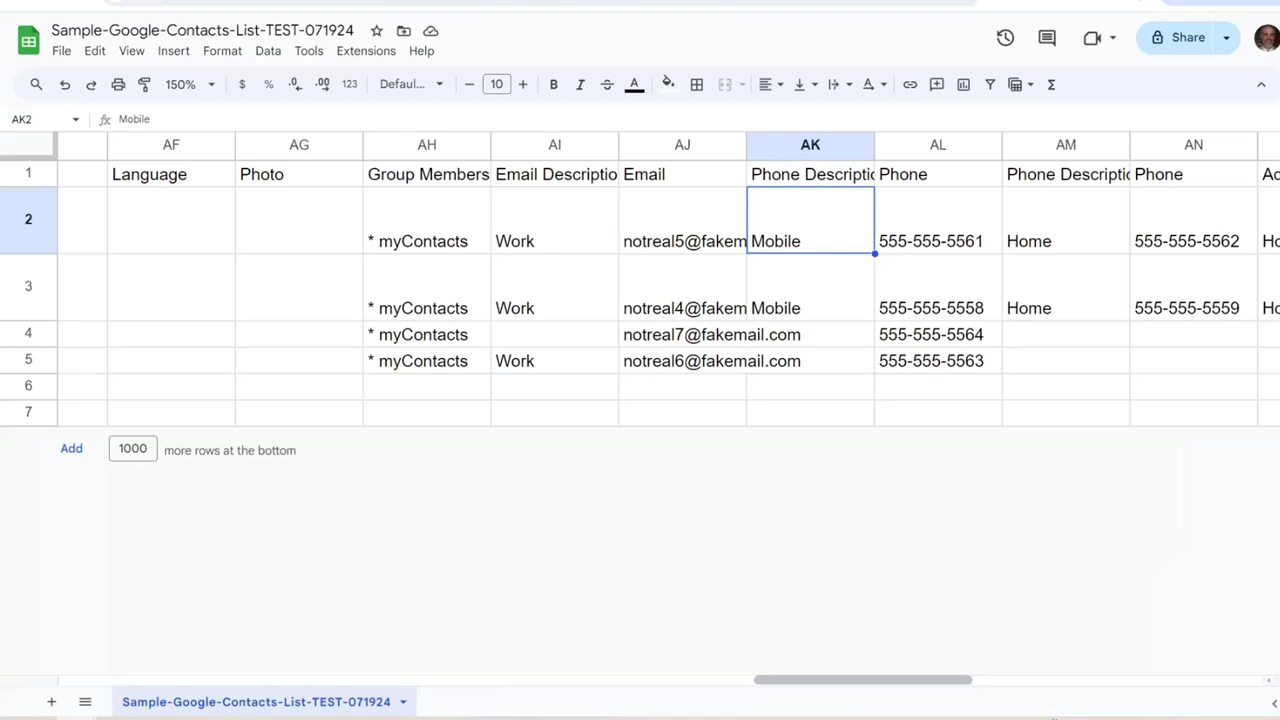 Sample-Google-Contacts-List-TEST-071924
File Edit View Insert Format Data Tools Extensions Help
Share
150% $ % .0 .00 123 Defaul... 10 B I A
AK2 fx Mobile
AF AG AH AI AJ AK AL AM AN
1 Language Photo Group Members Email Descriptio Email Phone Descriptic Phone Phone Descriptic Phone Ac
2 * myContacts Work notreal5@fakem Mobile 555-555-5561 Home 555-555-5562 Ho
3 * myContacts Work notreal4@fakem Mobile 555-555-5558 Home 555-555-5559 Ho
4 * myContacts notreal7@fakemail.com 555-555-5564
5 * myContacts Work notreal6@fakemail.com 555-555-5563
6
7
Add 1000 more rows at the bottom
Sample-Google-Contacts-List-TEST-071924